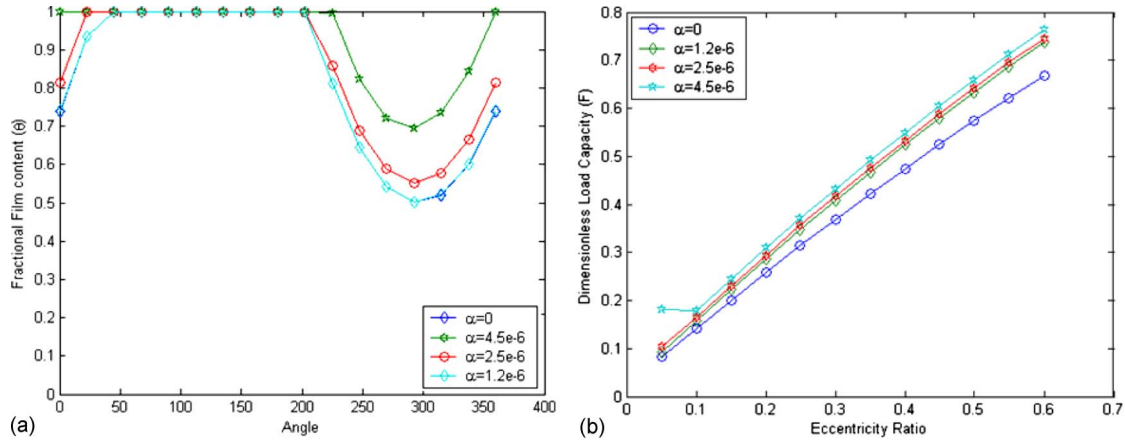 1
0.9
0.8
0.7
0.6
0.5
0.4
0.3
0.2
0.1
0
Fractional Film content (θ)
0 50 100 150 200 250 300 350 400
Angle
α=0
α=4.5e-6
α=2.5e-6
α=1.2e-6
(a)
0.8
0.7
0.6
0.5
0.4
0.3
0.2
0.1
0
Dimensionless Load Capacity (F)
0 0.1 0.2 0.3 0.4 0.5 0.6 0.7
Eccentricity Ratio
α=0
α=1.2e-6
α=2.5e-6
α=4.5e-6
(b)